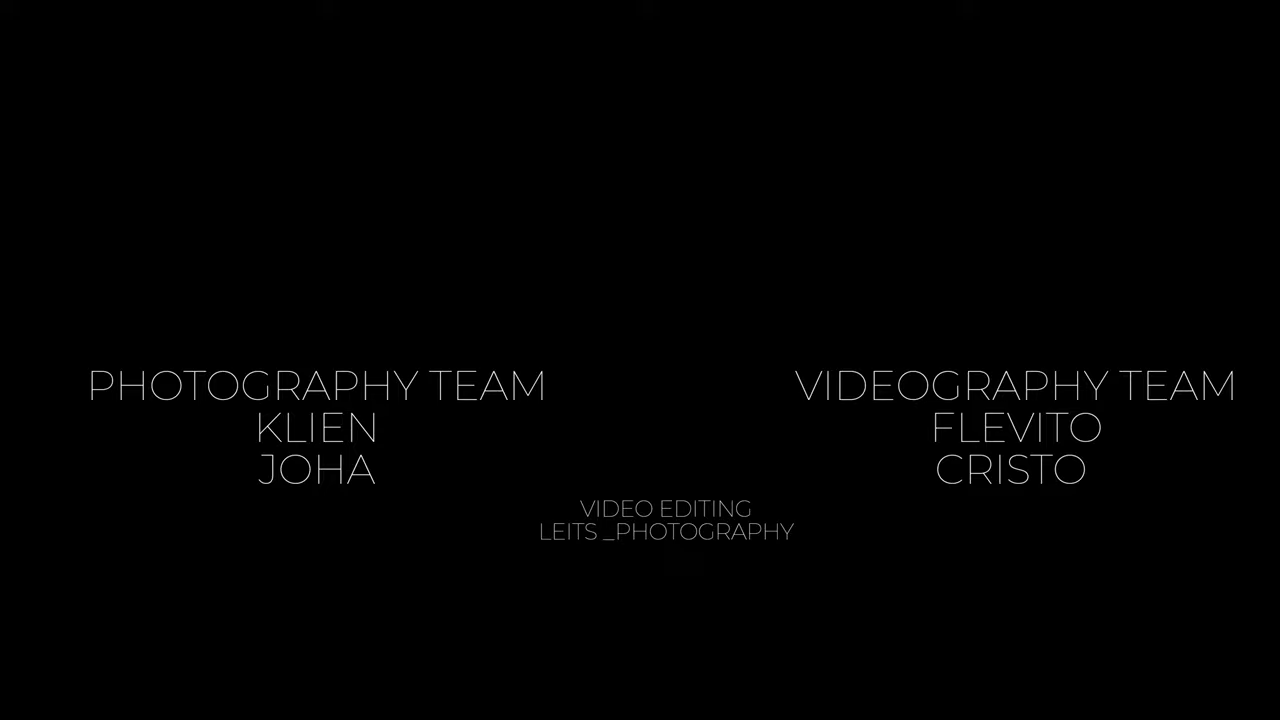 PHOTOGRAPHY TEAM
KLIEN
JOHA
VIDEOGRAPHY TEAM
FLEVITO
CRISTO
VIDEO EDITING
LEITS _PHOTOGRAPHY